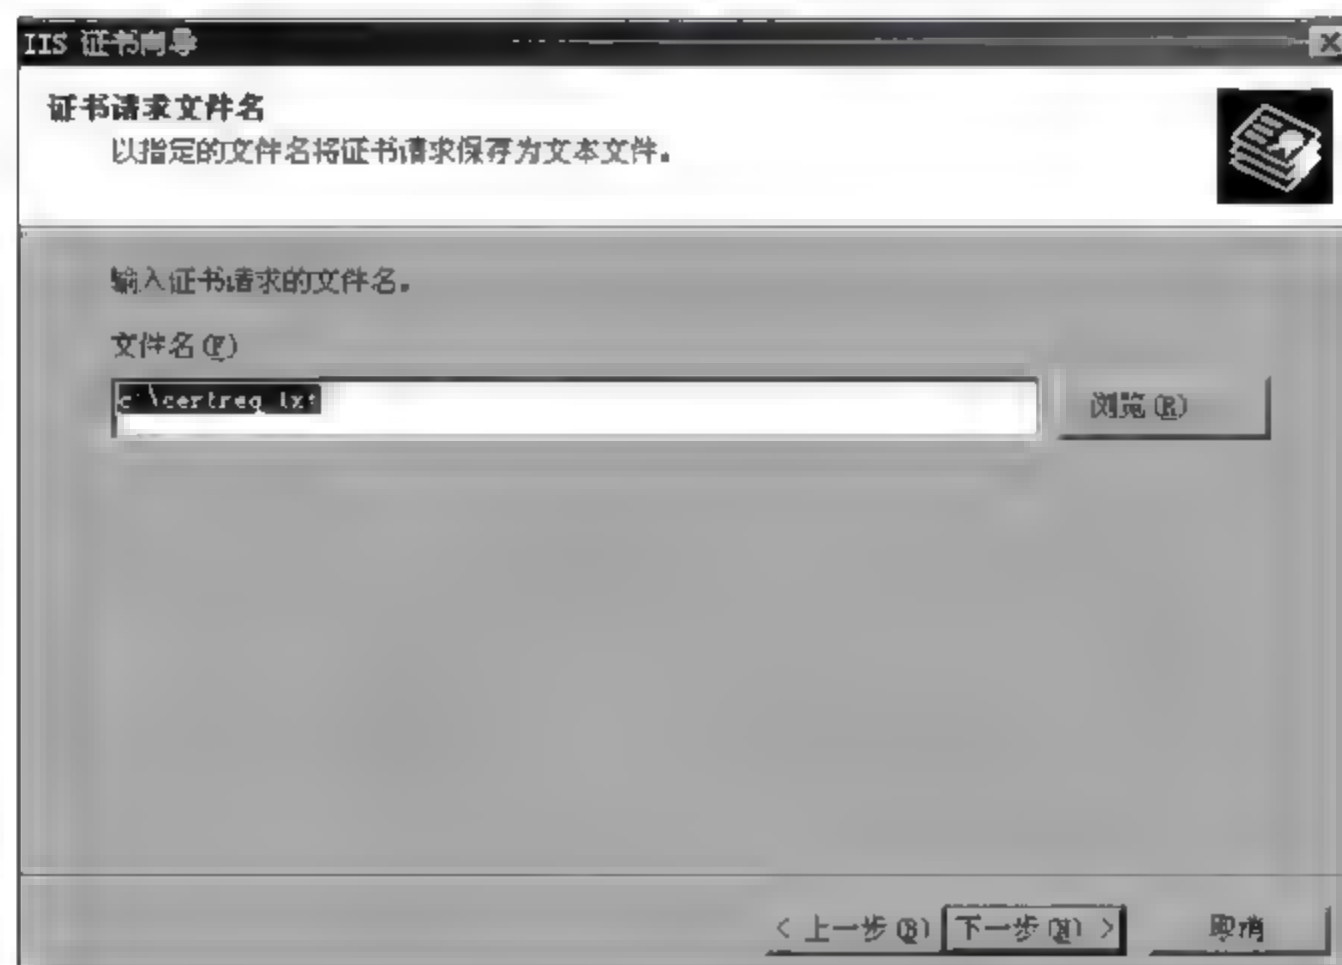 IIS 证书向导
证书请求文件名
以指定的文件名将证书请求保存为文本文件。
输入证书请求的文件名。
文件名(F)
c:\certreq.txt
浏览(R)
< 上一步(B) 下一步(N) > 取消